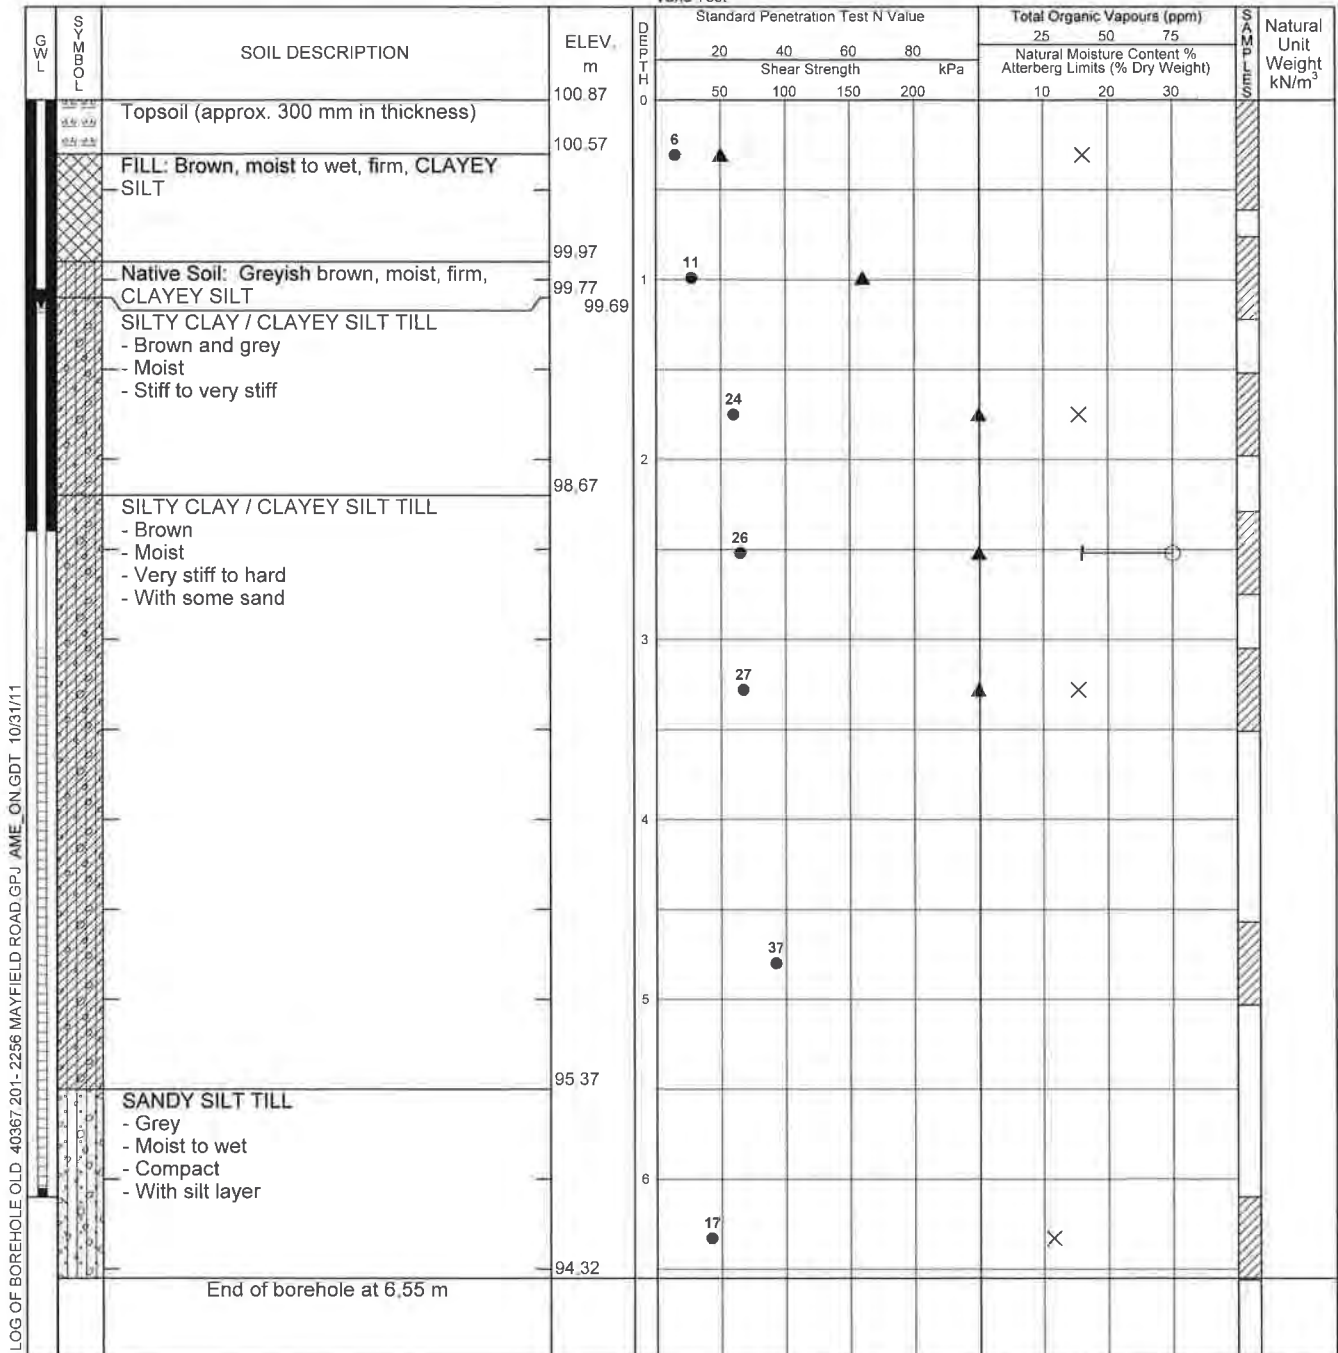 Standard Penetration Test N Value
Total Organic Vapours (ppm)
GWL
SYMBOL
SOIL DESCRIPTION
ELEV.
m
DEPTH
20 40 60 80
Shear Strength kPa
25 50 75
Natural Moisture Content %
Atterberg Limits (% Dry Weight)
SAMPLES
Natural
Unit
Weight
kN/m³
100.87
0
50 100 150 200
10 20 30
Topsoil (approx. 300 mm in thickness)
100.57
6
FILL: Brown, moist to wet, firm, CLAYEY
SILT
99.97
Native Soil: Greyish brown, moist, firm,
CLAYEY SILT
99.77
99.69
11
1
SILTY CLAY / CLAYEY SILT TILL
- Brown and grey
- Moist
- Stiff to very stiff
24
2
98.67
SILTY CLAY / CLAYEY SILT TILL
- Brown
- Moist
- Very stiff to hard
- With some sand
26
3
27
4
37
5
95.37
SANDY SILT TILL
- Grey
- Moist to wet
- Compact
- With silt layer
6
17
94.32
End of borehole at 6.55 m
LOG OF BOREHOLE OLD 40367.201- 2256 MAYFIELD ROAD.GPJ AME_ON.GDT 10/31/11